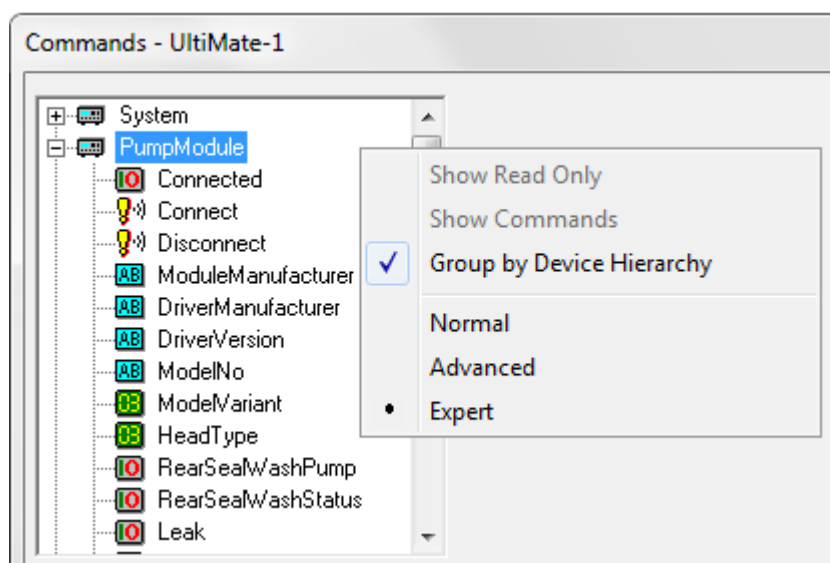 Commands - UltiMate-1
System
PumpModule
Connected
Connect
Disconnect
ModuleManufacturer
DriverManufacturer
DriverVersion
ModelNo
ModelVariant
HeadType
RearSealWashPump
RearSealWashStatus
Leak
Show Read Only
Show Commands
Group by Device Hierarchy
Normal
Advanced
Expert